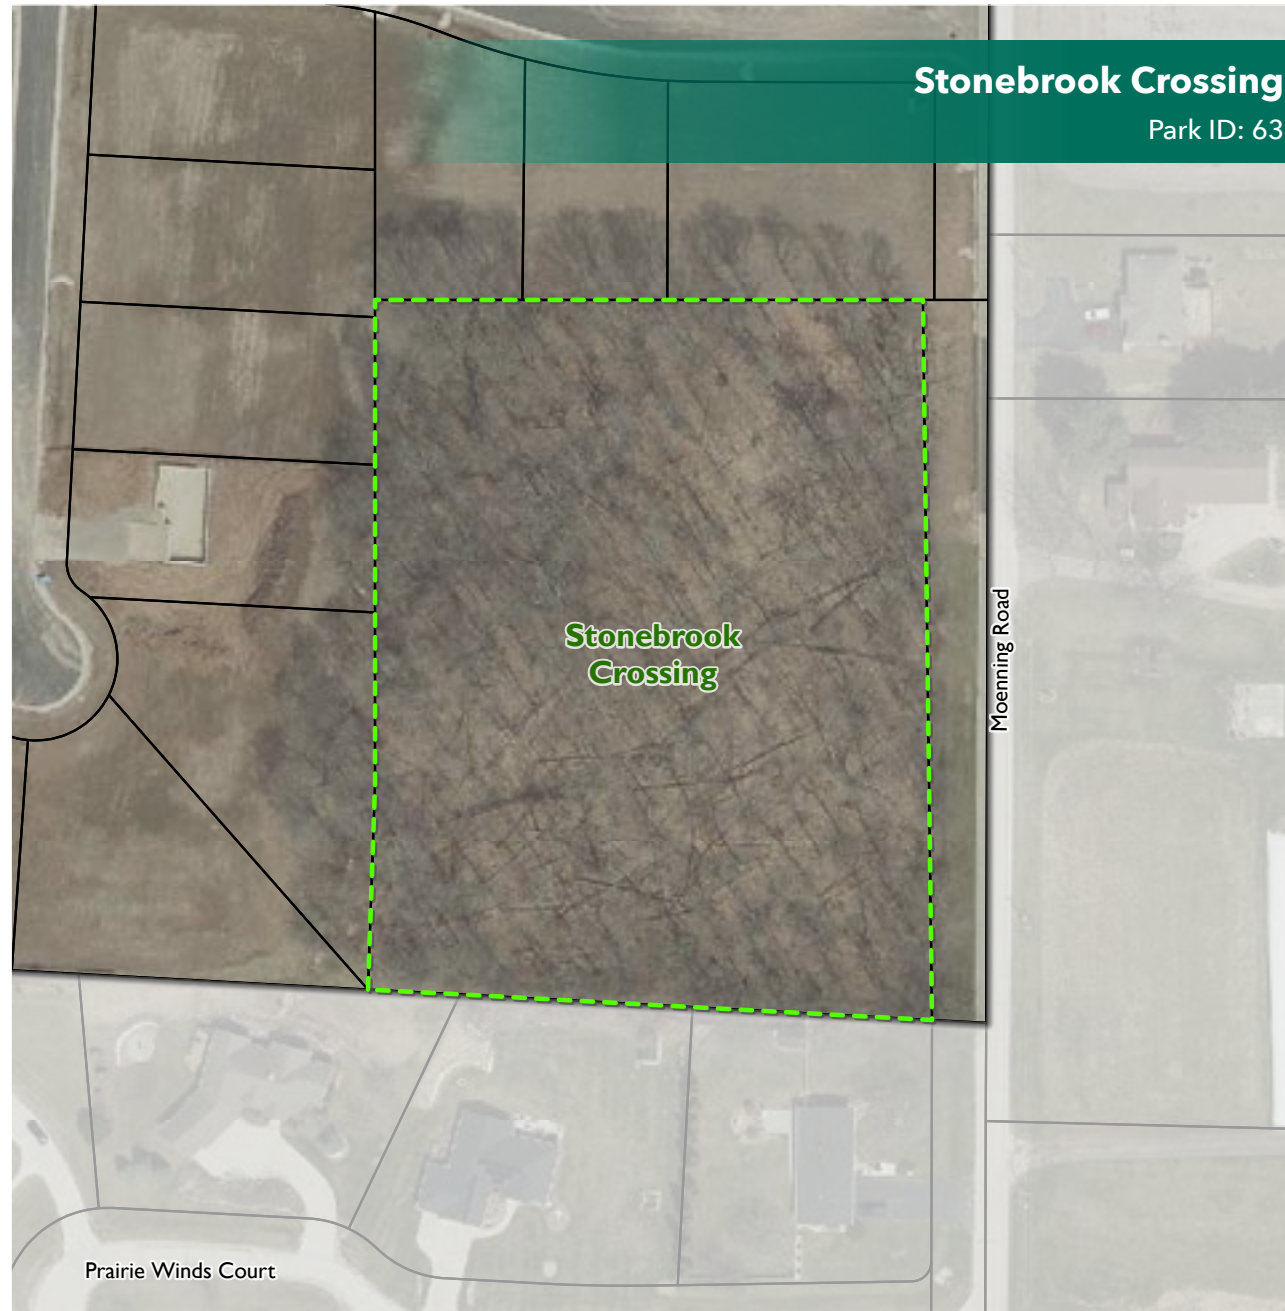 Stonebrook Crossing
Park ID: 63
Stonebrook
Crossing
Moenning Road
Prairie Winds Court